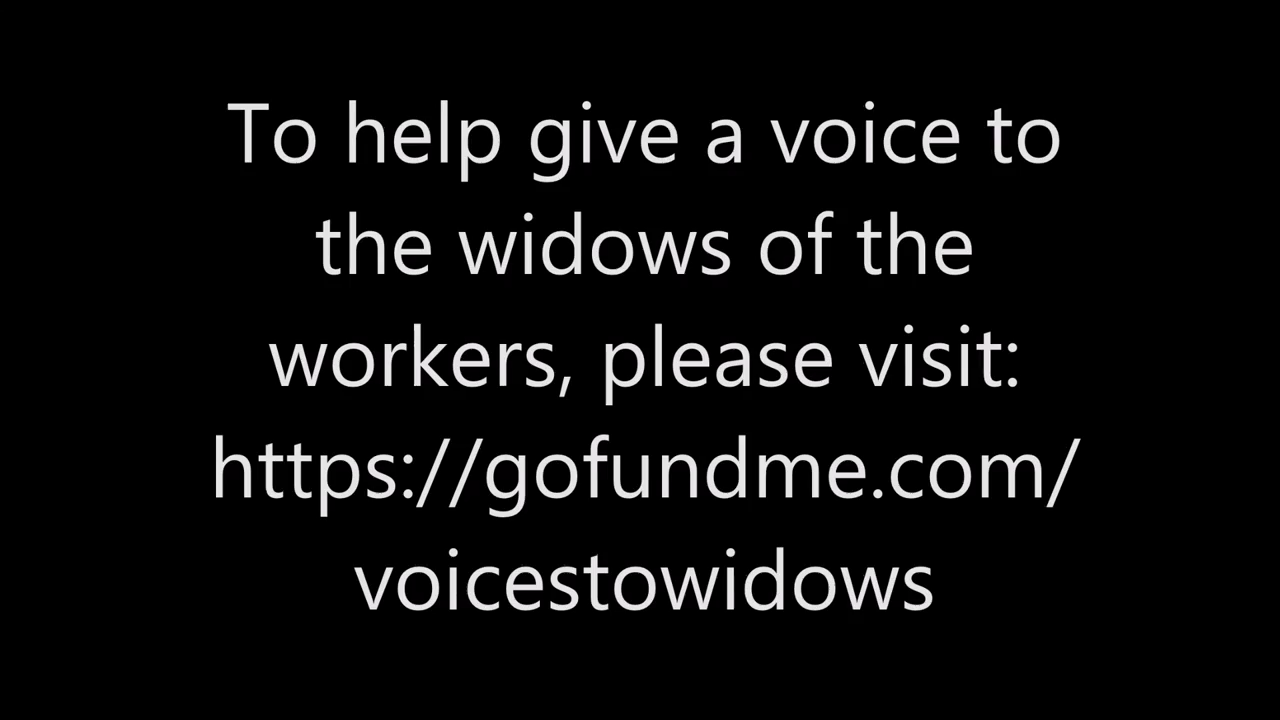 To help give a voice to
the widows of the
workers, please visit:
https://gofundme.com/
voicestowidows